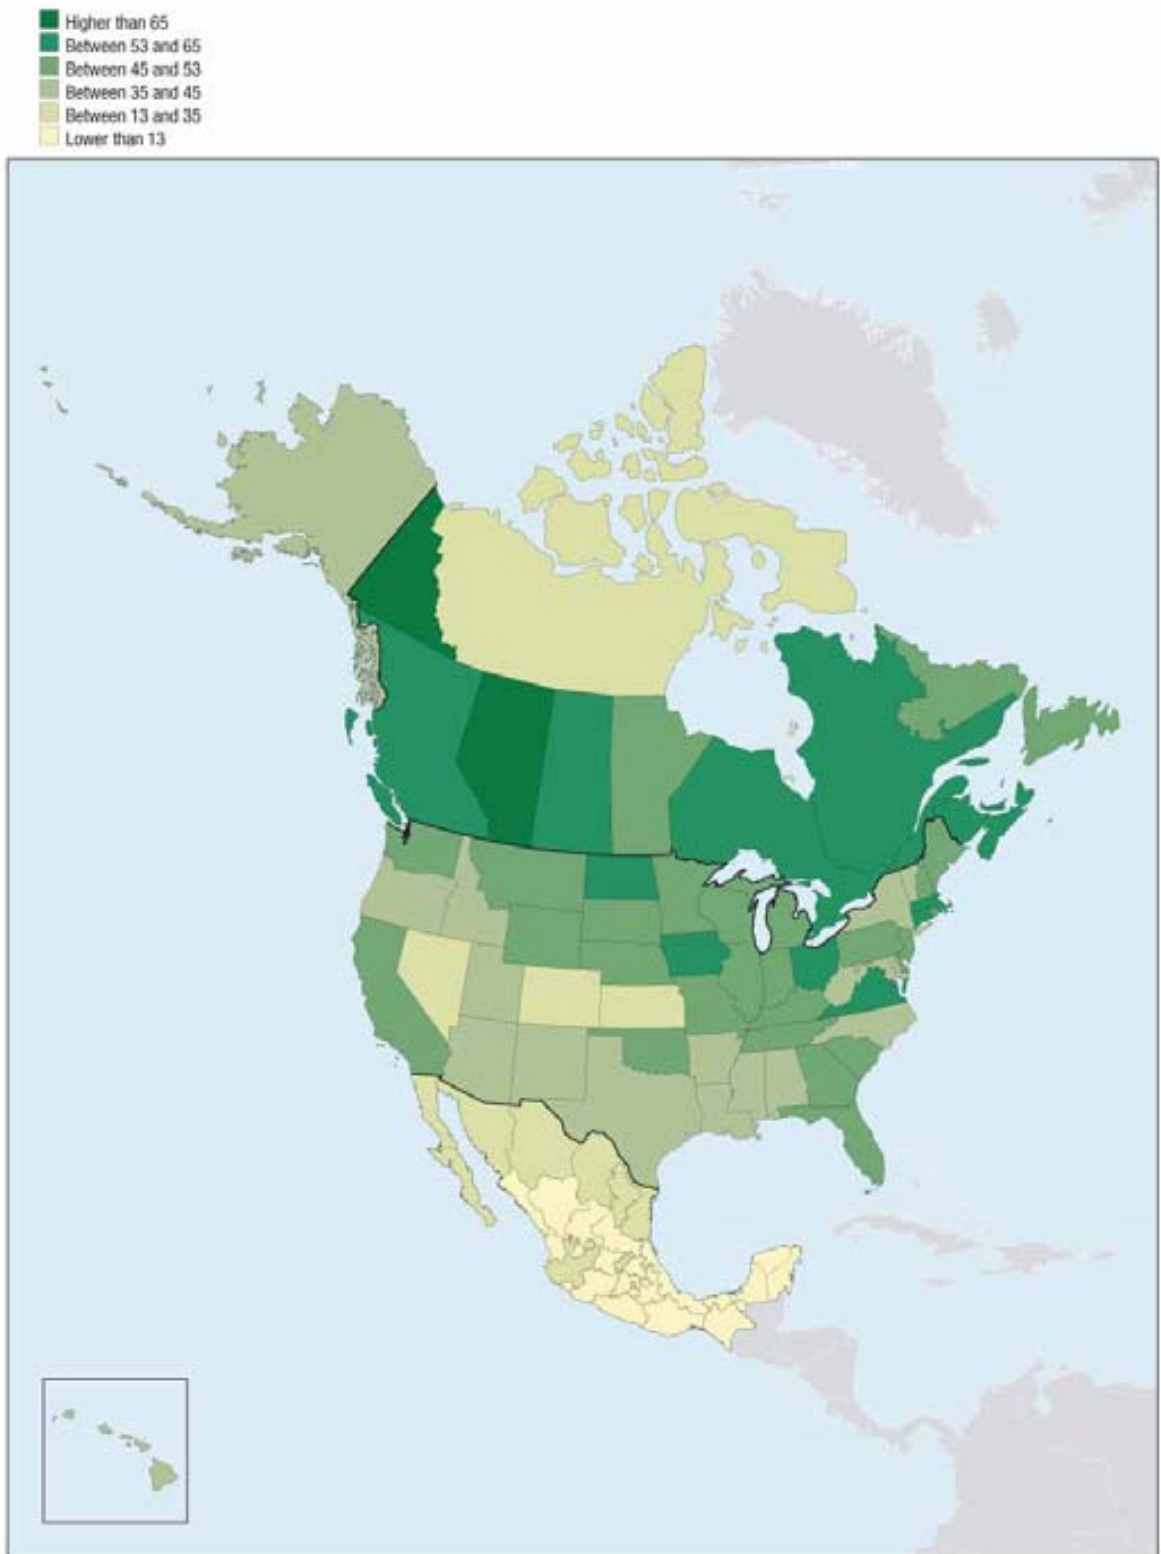 Higher than 65
Between 53 and 65
Between 45 and 53
Between 35 and 45
Between 13 and 35
Lower than 13